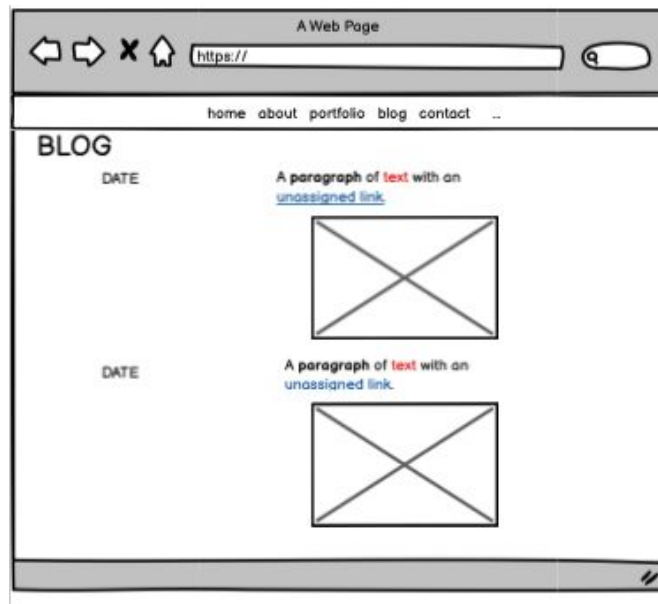 A Web Page
https://
home about portfolio blog contact ...
BLOG
DATE
A paragraph of text with an
unassigned link.
DATE
A paragraph of text with an
unassigned link.